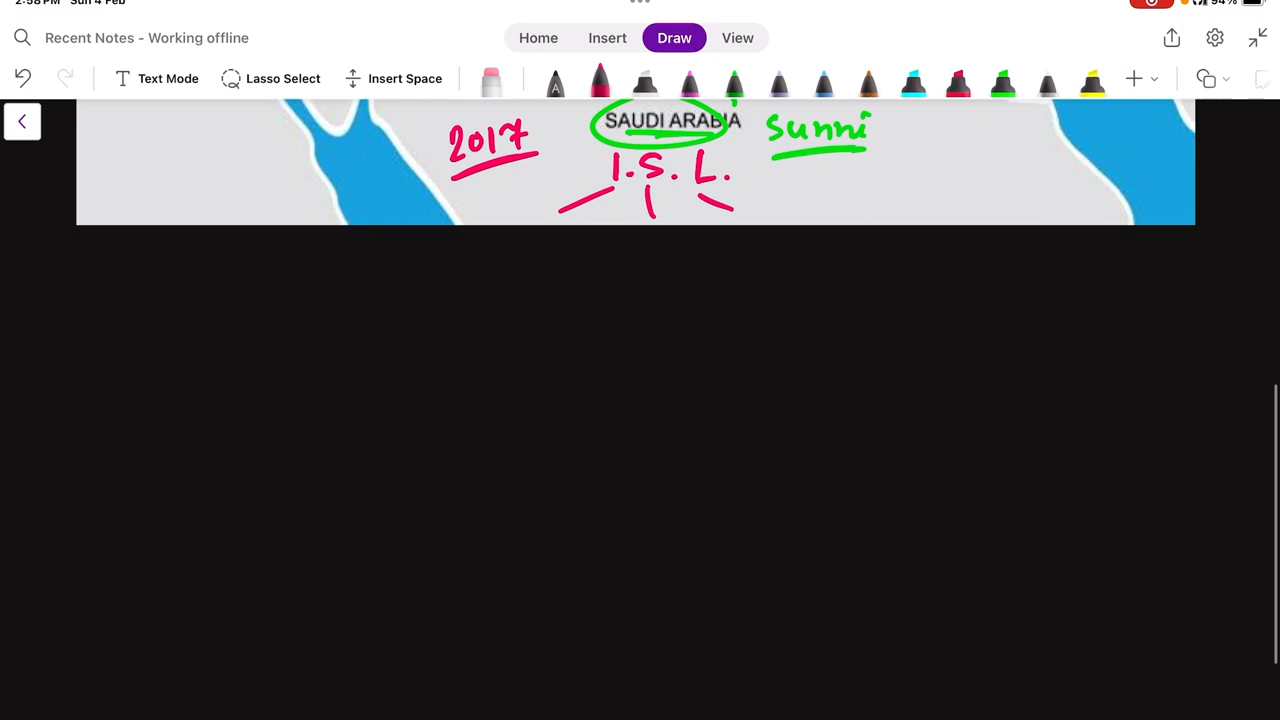 2:58 PM Sun 4 Feb 94%
Recent Notes - Working offline
Home Insert Draw View
Text Mode Lasso Select Insert Space
A
SAUDI ARABIA
sunni
2017
I.S.L.